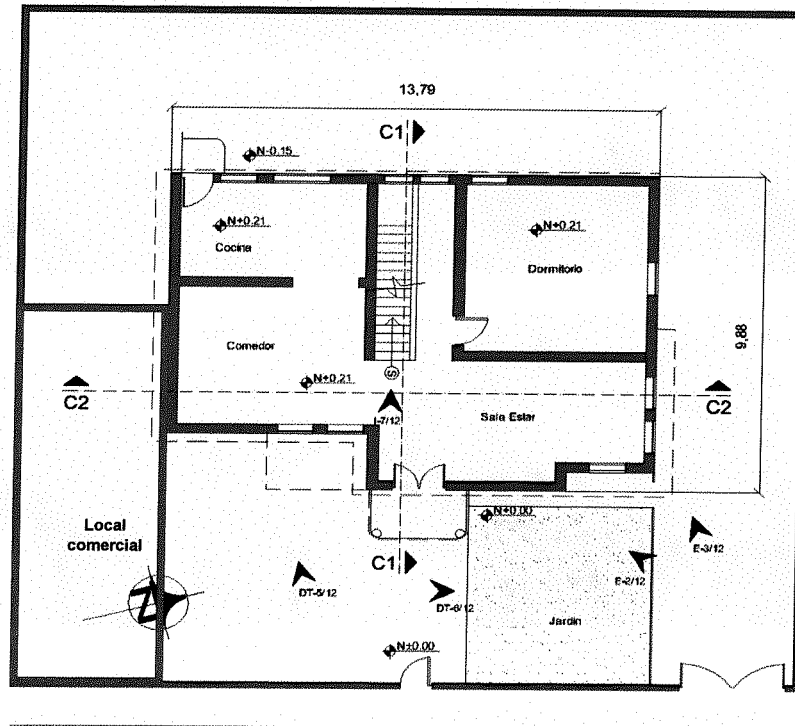 13,79
C1
N-0.15
N+0.21
Cocina
N+0.21
Dormitorio
Comedor
9,88
N+0.21
S
C2
I-7/12
Sala Estar
C2
Local
comercial
N±0.00
C1
E-3/12
E-2/12
DT-5/12
DT-6/12
N
Jardín
N±0.00